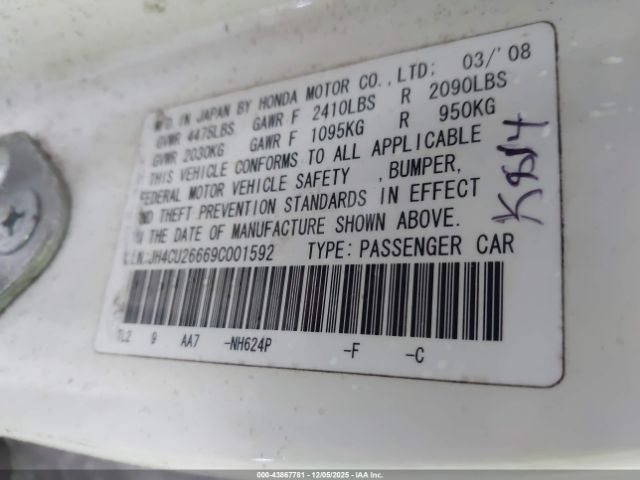 MFD. IN JAPAN BY HONDA MOTOR CO.,LTD: 03/'08
GVWR 4475LBS GAWR F 2410LBS R 2090LBS
GVWR 2030KG GAWR F 1095KG R 950KG
THIS VEHICLE CONFORMS TO ALL APPLICABLE
FEDERAL MOTOR VEHICLE SAFETY , BUMPER,
AND THEFT PREVENTION STANDARDS IN EFFECT
ON THE DATE OF MANUFACTURE SHOWN ABOVE.
V.I.N: JH4CU26669C001592 TYPE: PASSENGER CAR
TL2 9 AA7 -NH624P -F -C
000-43867781 | 12/05/2025 - IAA, Inc.